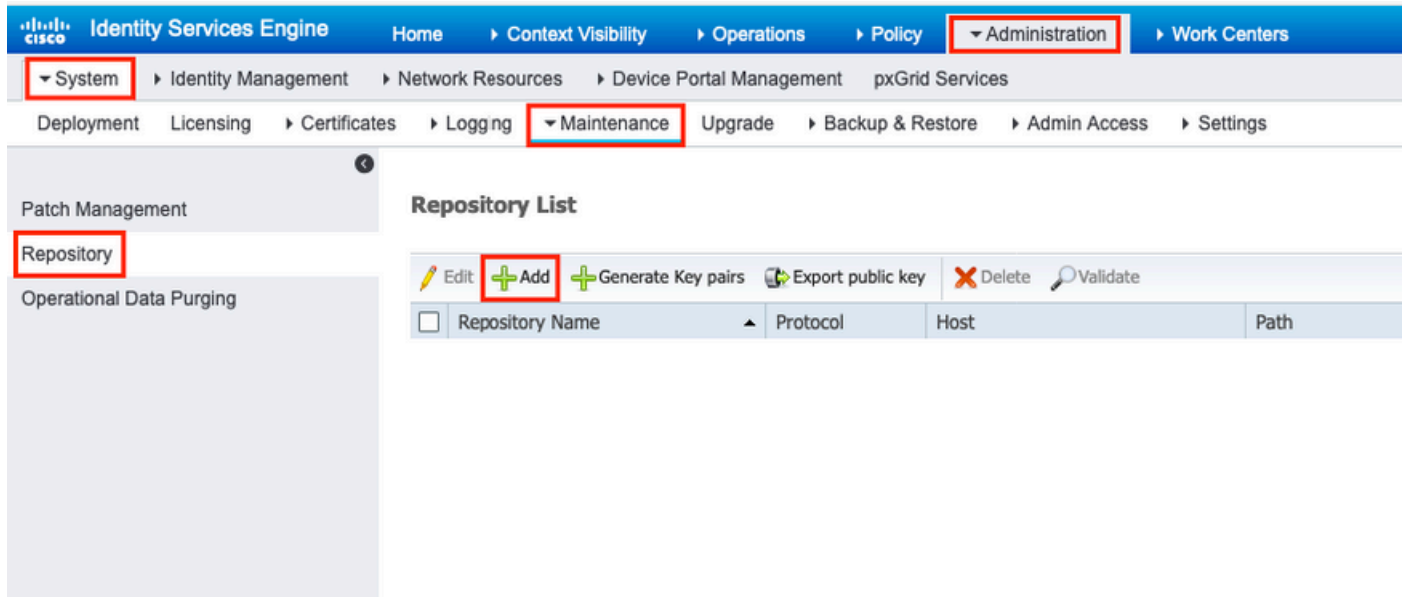 cisco Identity Services Engine Home Context Visibility Operations Policy Administration Work Centers
System Identity Management Network Resources Device Portal Management pxGrid Services
Deployment Licensing Certificates Logging Maintenance Upgrade Backup & Restore Admin Access Settings
Patch Management
Repository
Operational Data Purging
Repository List
Edit Add Generate Key pairs Export public key Delete Validate
Repository Name Protocol Host Path